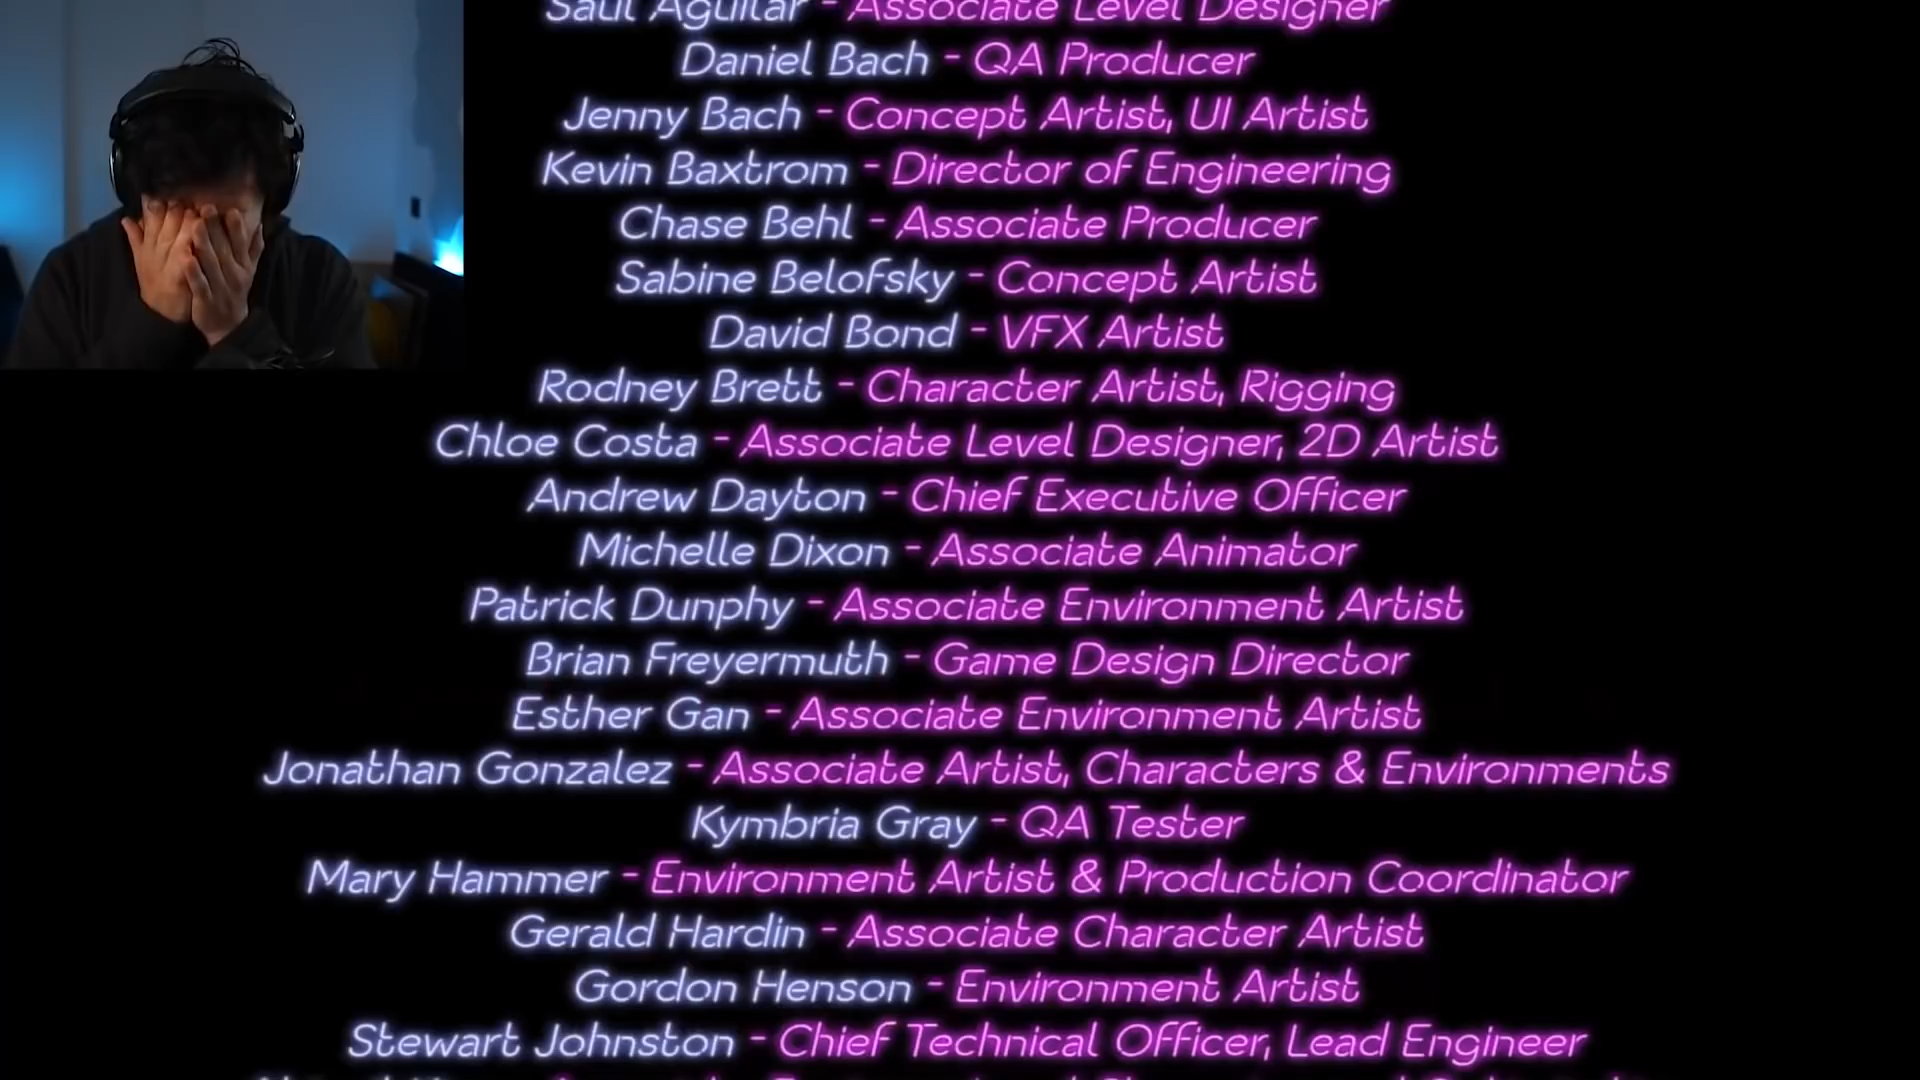 Saul Aguilar - Associate Level Designer
Daniel Bach - QA Producer
Jenny Bach - Concept Artist, UI Artist
Kevin Baxtrom - Director of Engineering
Chase Behl - Associate Producer
Sabine Belofsky - Concept Artist
David Bond - VFX Artist
Rodney Brett - Character Artist, Rigging
Chloe Costa - Associate Level Designer, 2D Artist
Andrew Dayton - Chief Executive Officer
Michelle Dixon - Associate Animator
Patrick Dunphy - Associate Environment Artist
Brian Freyermuth - Game Design Director
Esther Gan - Associate Environment Artist
Jonathan Gonzalez - Associate Artist, Characters & Environments
Kymbria Gray - QA Tester
Mary Hammer - Environment Artist & Production Coordinator
Gerald Hardin - Associate Character Artist
Gordon Henson - Environment Artist
Stewart Johnston - Chief Technical Officer, Lead Engineer